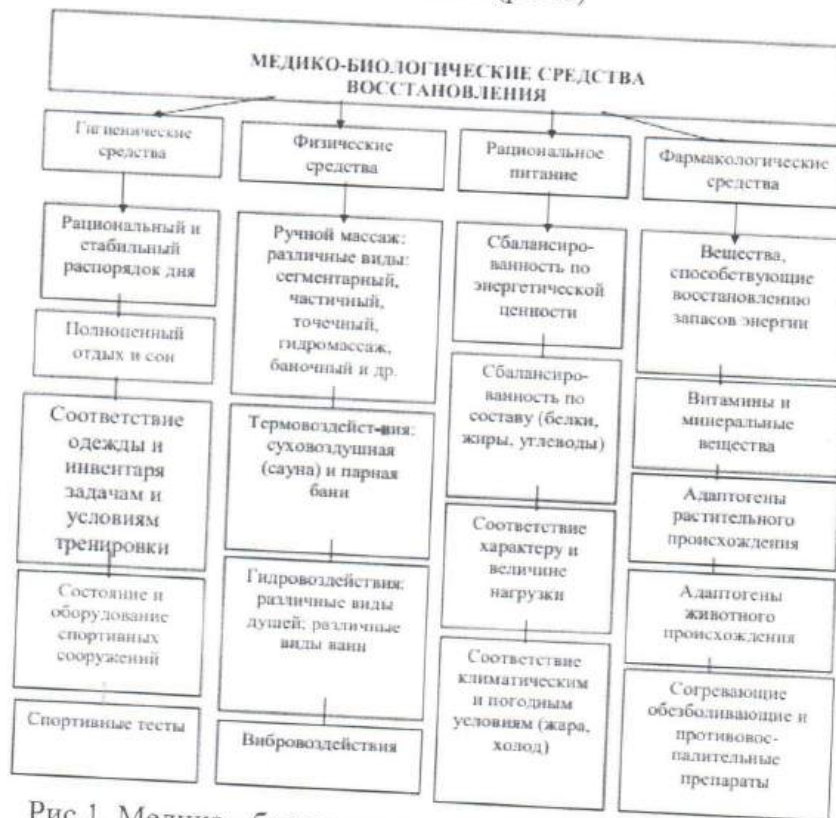 МЕДИКО-БИОЛОГИЧЕСКИЕ СРЕДСТВА
ВОССТАНОВЛЕНИЯ
Гигиенические
средства
Рациональный и
стабильный
распорядок дня
Полноценный
отдых и сон
Соответствие
одежды и
инвентаря
задачам и
условиям
тренировки
Состояние и
оборудование
спортивных
сооружений
Спортивные тесты
Физические
средства
Ручной массаж:
различные виды:
сегментарный,
частичный,
точечный,
гидромассаж,
баночный и др.
Термовоздейст-вия:
суховоздушная
(сауна) и парная
бани
Гидровоздействия:
различные виды
душей; различные
виды ванн
Вибровоздействия
Рациональное
питание
Сбалансиро-
ванность по
энергетической
ценности
Сбалансиро-
ванность по
составу (белки,
жиры, углеводы)
Соответствие
характеру и
величине
нагрузки
Соответствие
климатическим
и погодным
условиям (жара,
холод)
Фармакологические
средства
Вещества,
способствующие
восстановлению
запасов энергии
Витамины и
минеральные
вещества
Адаптогены
растительного
происхождения
Адаптогены
животного
происхождения
Согревающие
обезболивающие и
противовос-
палительные
препараты
Рис.1.